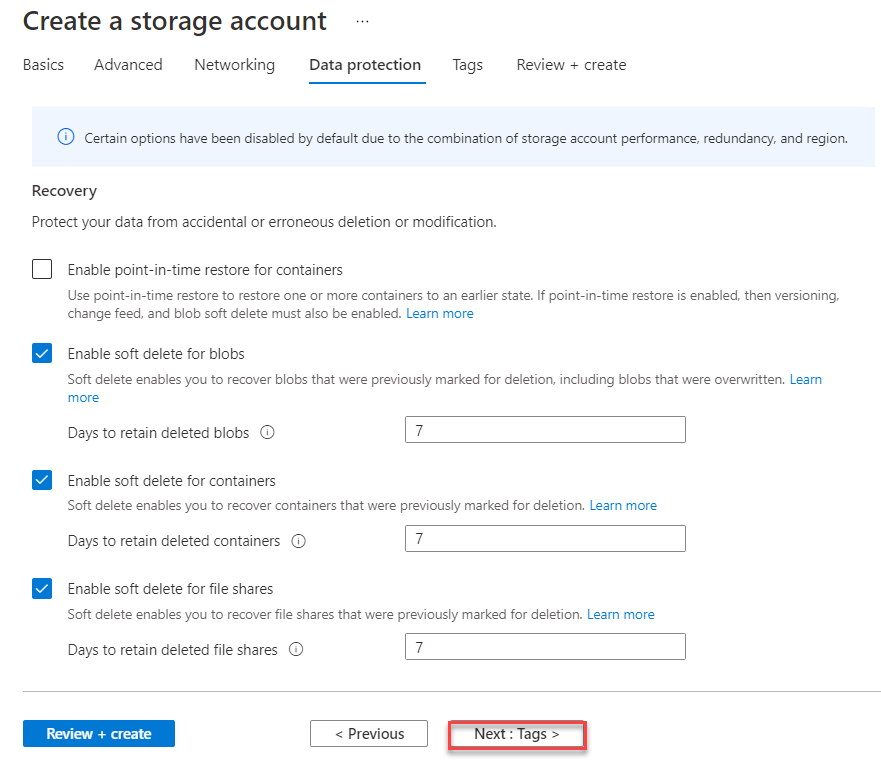 Create a storage account ...
Basics Advanced Networking Data protection Tags Review + create
Certain options have been disabled by default due to the combination of storage account performance, redundancy, and region.
Recovery
Protect your data from accidental or erroneous deletion or modification.
Enable point-in-time restore for containers
Use point-in-time restore to restore one or more containers to an earlier state. If point-in-time restore is enabled, then versioning,
change feed, and blob soft delete must also be enabled. Learn more
Enable soft delete for blobs
Soft delete enables you to recover blobs that were previously marked for deletion, including blobs that were overwritten. Learn
more
Days to retain deleted blobs 7
Enable soft delete for containers
Soft delete enables you to recover containers that were previously marked for deletion. Learn more
Days to retain deleted containers 7
Enable soft delete for file shares
Soft delete enables you to recover file shares that were previously marked for deletion. Learn more
Days to retain deleted file shares 7
Review + create < Previous Next : Tags >